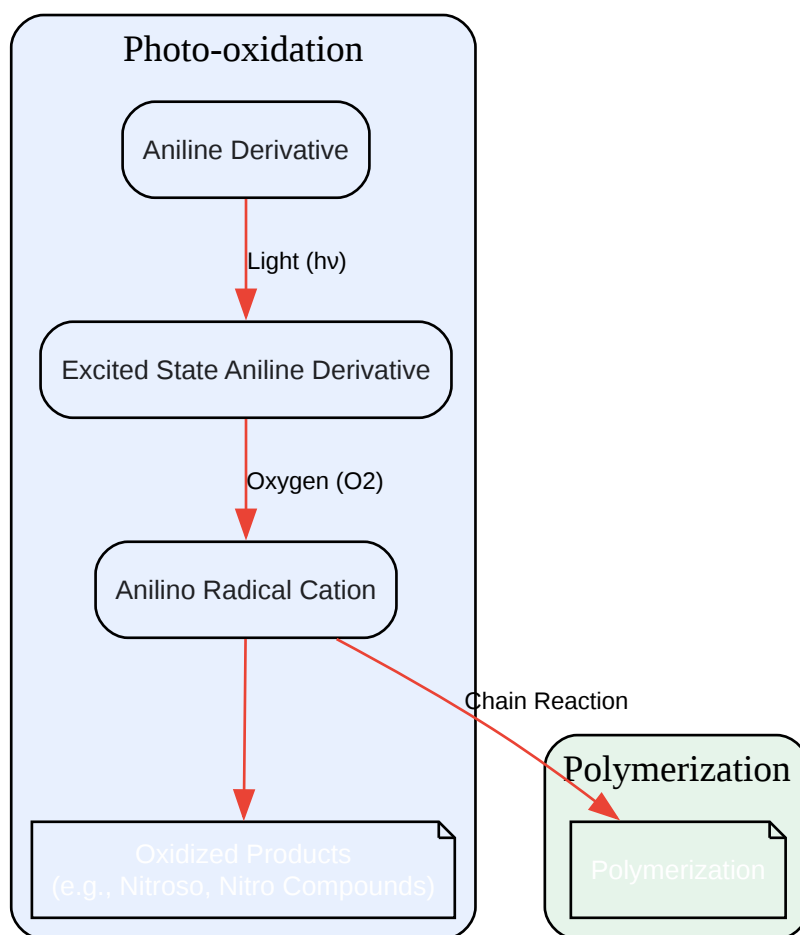 Photo-oxidation
Aniline Derivative
Light (hν)
Excited State Aniline Derivative
Oxygen (O2)
Anilino Radical Cation
Chain Reaction
Polymerization
Oxidized Products
(e.g., Nitroso, Nitro Compounds)
Polymerization